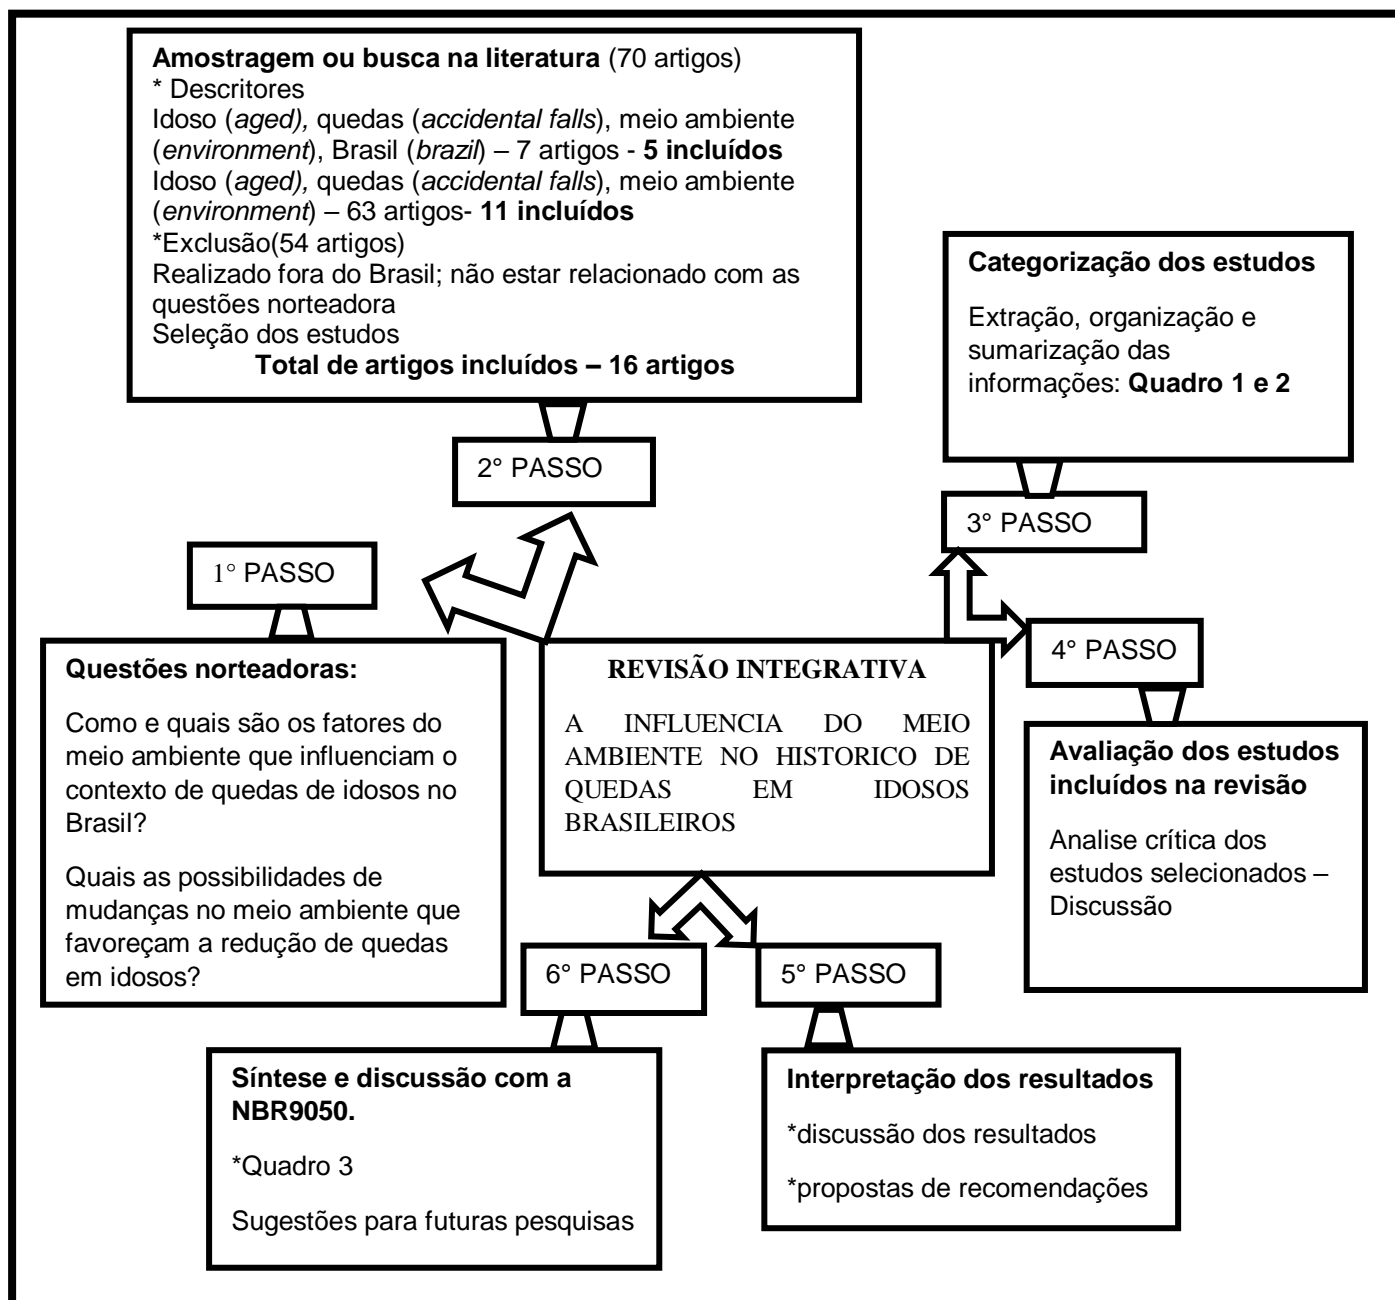 Amostragem ou busca na literatura (70 artigos)
* Descritores
Idoso (aged), quedas (accidental falls), meio ambiente
(environment), Brasil (brazil) – 7 artigos - 5 incluídos
Idoso (aged), quedas (accidental falls), meio ambiente
(environment) – 63 artigos- 11 incluídos
*Exclusão(54 artigos)
Realizado fora do Brasil; não estar relacionado com as
questões norteadora
Seleção dos estudos
Total de artigos incluídos – 16 artigos
2° PASSO
Categorização dos estudos
Extração, organização e
sumarização das
informações: Quadro 1 e 2
3° PASSO
1° PASSO
Questões norteadoras:
Como e quais são os fatores do
meio ambiente que influenciam o
contexto de quedas de idosos no
Brasil?
Quais as possibilidades de
mudanças no meio ambiente que
favoreçam a redução de quedas
em idosos?
REVISÃO INTEGRATIVA
A INFLUENCIA DO MEIO
AMBIENTE NO HISTORICO DE
QUEDAS EM IDOSOS
BRASILEIROS
4° PASSO
Avaliação dos estudos
incluídos na revisão
Analise crítica dos
estudos selecionados –
Discussão
6° PASSO
Síntese e discussão com a
NBR9050.
*Quadro 3
Sugestões para futuras pesquisas
5° PASSO
Interpretação dos resultados
*discussão dos resultados
*propostas de recomendações